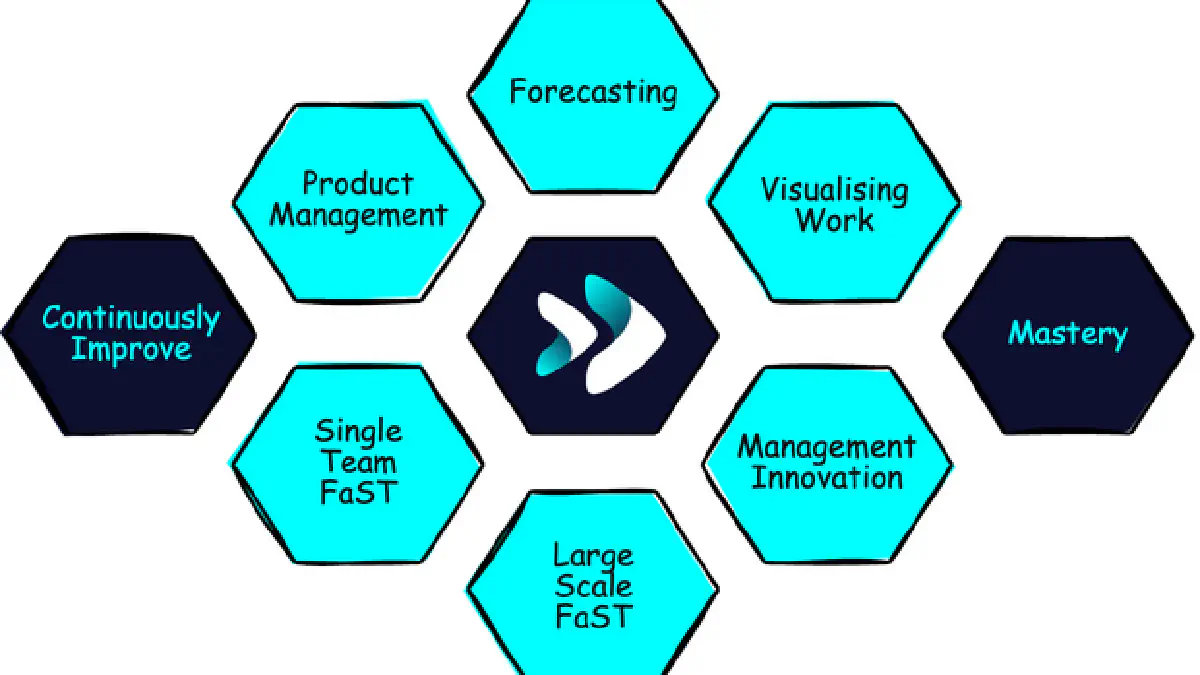 Forecasting
Product
Management
Visualising
Work
Continuously
Improve
Mastery
Single
Team
FaST
Management
Innovation
Large
Scale
FaST